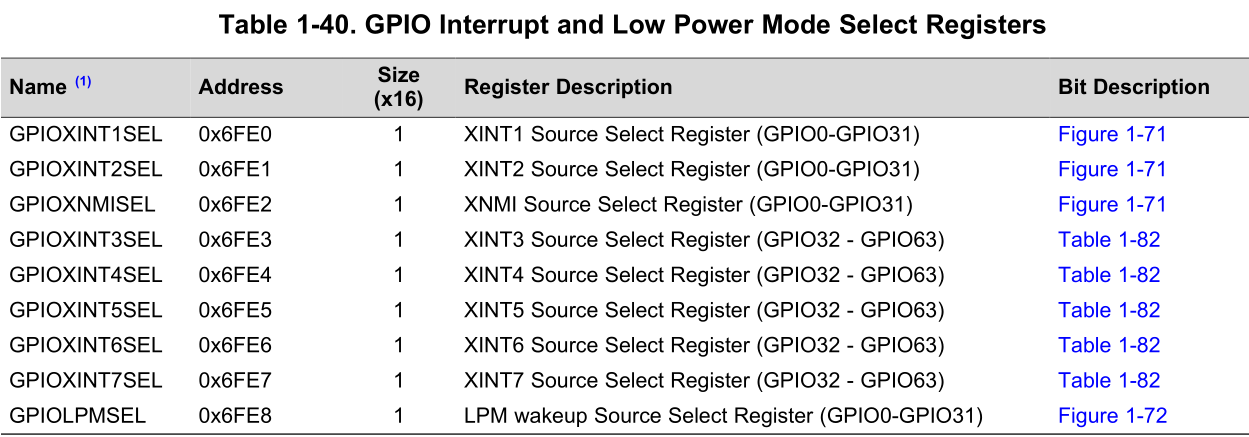 Table 1-40. GPIO Interrupt and Low Power Mode Select Registers
Name (1) Address Size (x16) Register Description Bit Description
GPIOXINT1SEL 0x6FE0 1 XINT1 Source Select Register (GPIO0-GPIO31) Figure 1-71
GPIOXINT2SEL 0x6FE1 1 XINT2 Source Select Register (GPIO0-GPIO31) Figure 1-71
GPIOXNMISEL 0x6FE2 1 XNMI Source Select Register (GPIO0-GPIO31) Figure 1-71
GPIOXINT3SEL 0x6FE3 1 XINT3 Source Select Register (GPIO32 - GPIO63) Table 1-82
GPIOXINT4SEL 0x6FE4 1 XINT4 Source Select Register (GPIO32 - GPIO63) Table 1-82
GPIOXINT5SEL 0x6FE5 1 XINT5 Source Select Register (GPIO32 - GPIO63) Table 1-82
GPIOXINT6SEL 0x6FE6 1 XINT6 Source Select Register (GPIO32 - GPIO63) Table 1-82
GPIOXINT7SEL 0x6FE7 1 XINT7 Source Select Register (GPIO32 - GPIO63) Table 1-82
GPIOLPMSEL 0x6FE8 1 LPM wakeup Source Select Register (GPIO0-GPIO31) Figure 1-72